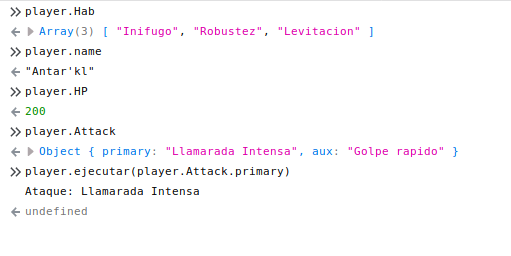 >> player.Hab
← ▶ Array(3) [ "Inifugo", "Robustez", "Levitacion" ]
>> player.name
← "Antar'kl"
>> player.HP
← 200
>> player.Attack
← ▶ Object { primary: "Llamarada Intensa", aux: "Golpe rapido" }
>> player.ejecutar(player.Attack.primary)
Ataque: Llamarada Intensa
← undefined